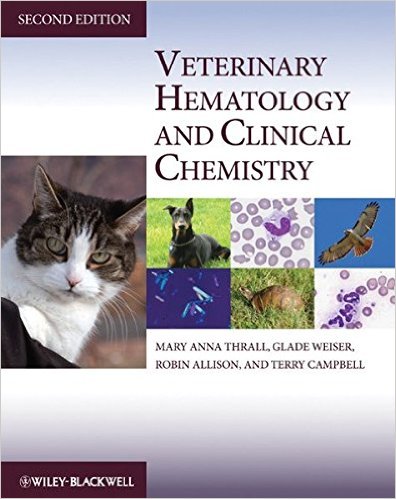 SECOND EDITION
VETERINARY
HEMATOLOGY
AND CLINICAL
CHEMISTRY
MARY ANNA THRALL, GLADE WEISER,
ROBIN ALLISON, AND TERRY CAMPBELL
WILEY-BLACKWELL